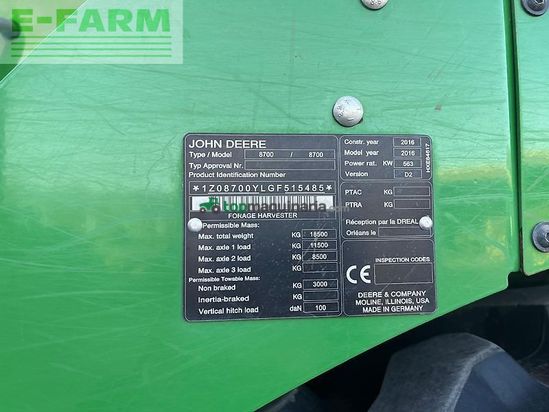 E-FARM
JOHN DEERE
Type / Model 8700 / 8700
Typ Approval Nr.
Product Identification Number
*1Z08700YLGF515485*
topmaquinaria.com
FORAGE HARVESTER
Permissible Mass:
Max. total weight KG 18500
Max. axle 1 load KG 11500
Max. axle 2 load KG 8500
Max. axle 3 load KG
Permissible Towable Mass:
Non braked KG 3000
Inertia-braked KG
Vertical hitch load daN 100
Constr. year 2016
Model year 2016
Power rat. KW 563
Version D2
HXE84617
PTAC KG
PTRA KG
Réception par la DREAL
Orléans le
INSPECTION CODES
CE
DEERE & COMPANY
MOLINE, ILLINOIS, USA
MADE IN GERMANY